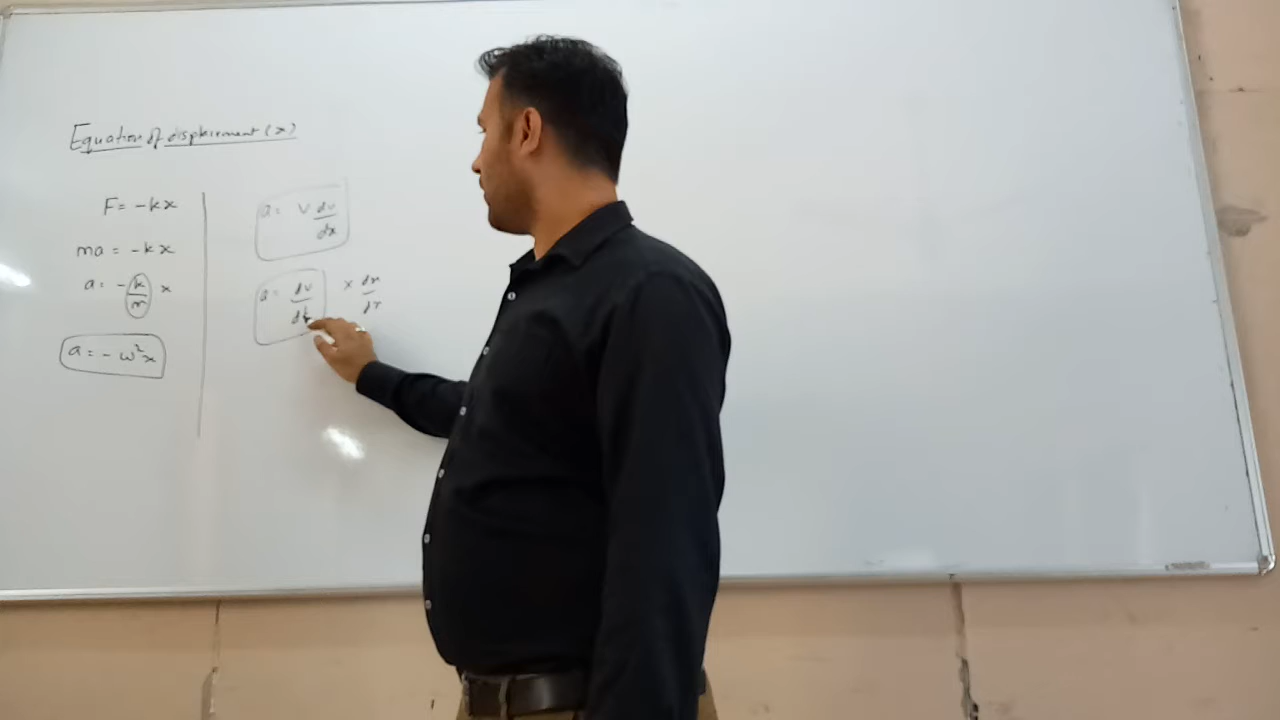 Equation of displacement (x)
F = -kx
ma = -kx
a = - k/m x
a = - ω²x
a = v dv/dx
a = dv/dt × dx/dx